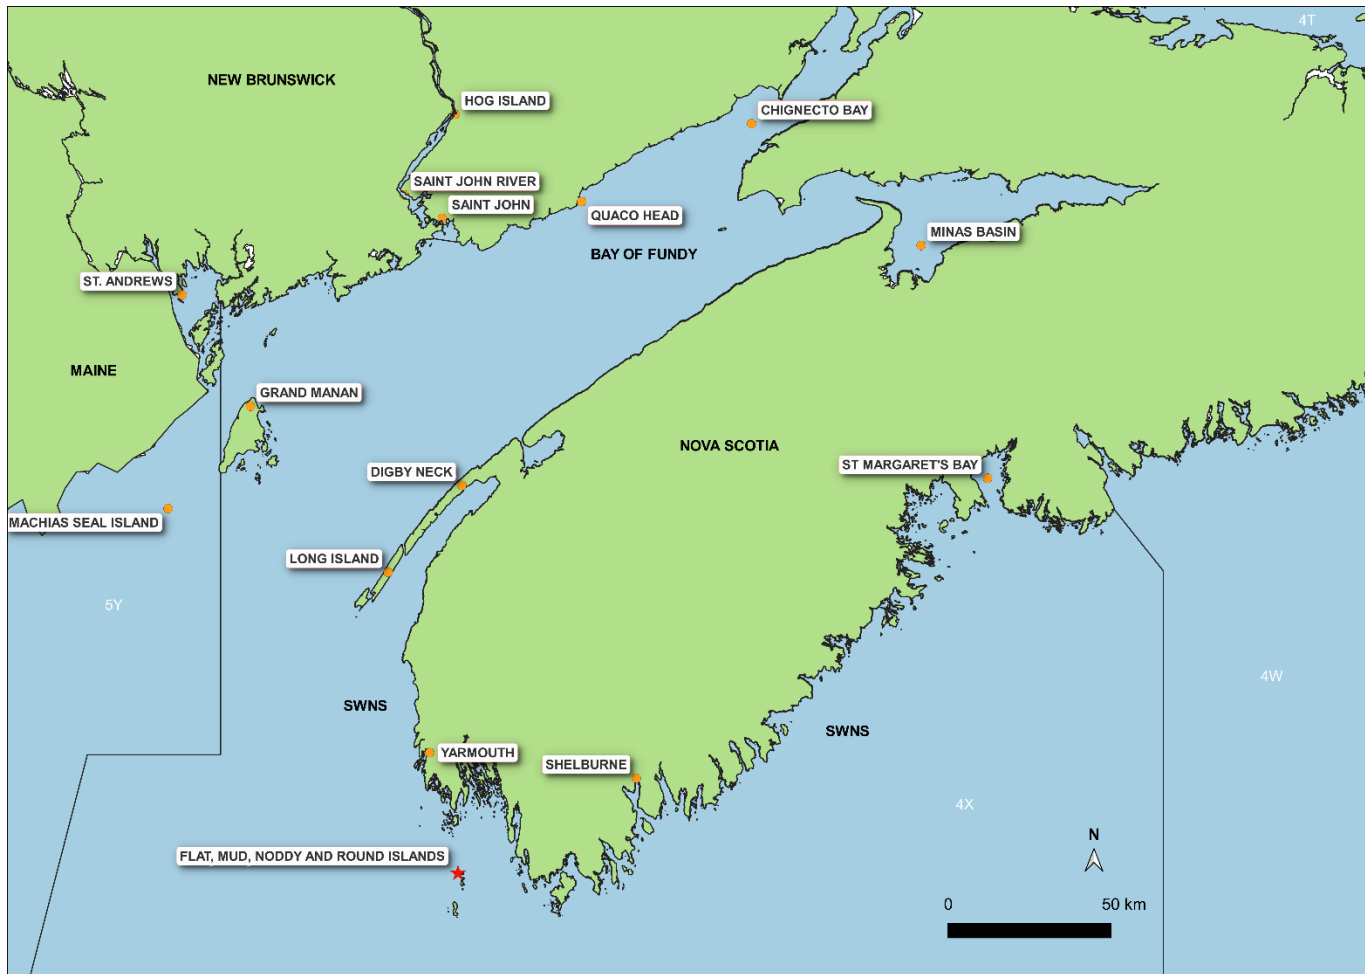 4T
NEW BRUNSWICK
HOG ISLAND
CHIGNECTO BAY
SAINT JOHN RIVER
SAINT JOHN
QUACO HEAD
MINAS BASIN
BAY OF FUNDY
ST. ANDREWS
MAINE
GRAND MANAN
NOVA SCOTIA
DIGBY NECK
ST MARGARET'S BAY
MACHIAS SEAL ISLAND
LONG ISLAND
5Y
4W
SWNS
SWNS
YARMOUTH
SHELBURNE
4X
N
FLAT, MUD, NODDY AND ROUND ISLANDS
0 50 km